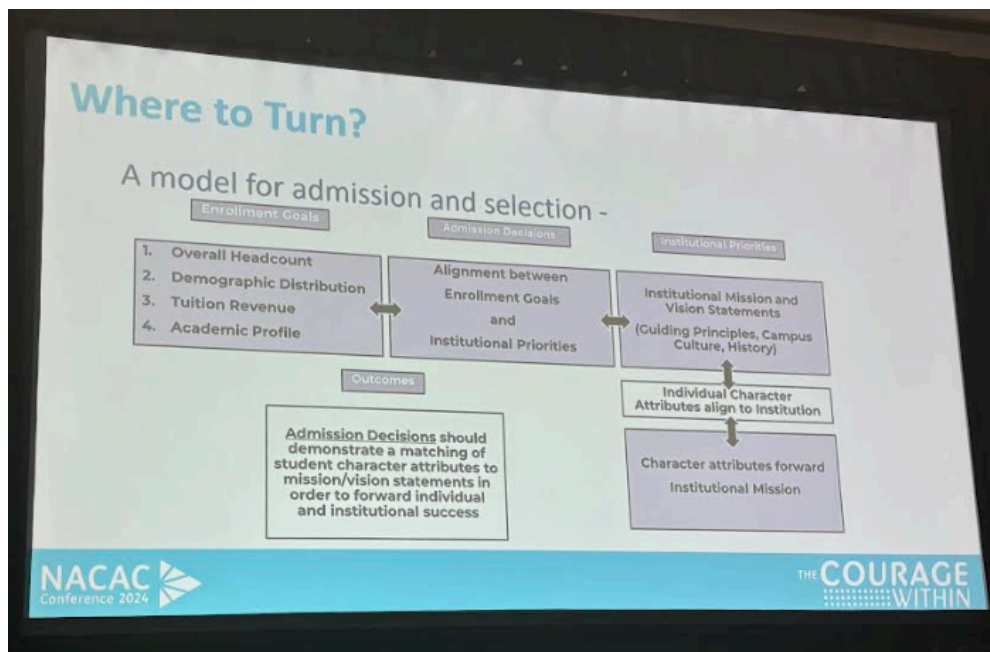 Where to Turn?
A model for admission and selection -
Enrollment Goals
1. Overall Headcount
2. Demographic Distribution
3. Tuition Revenue
4. Academic Profile
Admission Decisions
Alignment between
Enrollment Goals
and
Institutional Priorities
Institutional Priorities
Institutional Mission and
Vision Statements
(Guiding Principles, Campus
Culture, History)
Individual Character
Attributes align to Institution
Character attributes forward
Institutional Mission
Outcomes
Admission Decisions should
demonstrate a matching of
student character attributes to
mission/vision statements in
order to forward individual
and institutional success
NACAC
Conference 2024
THE COURAGE
WITHIN